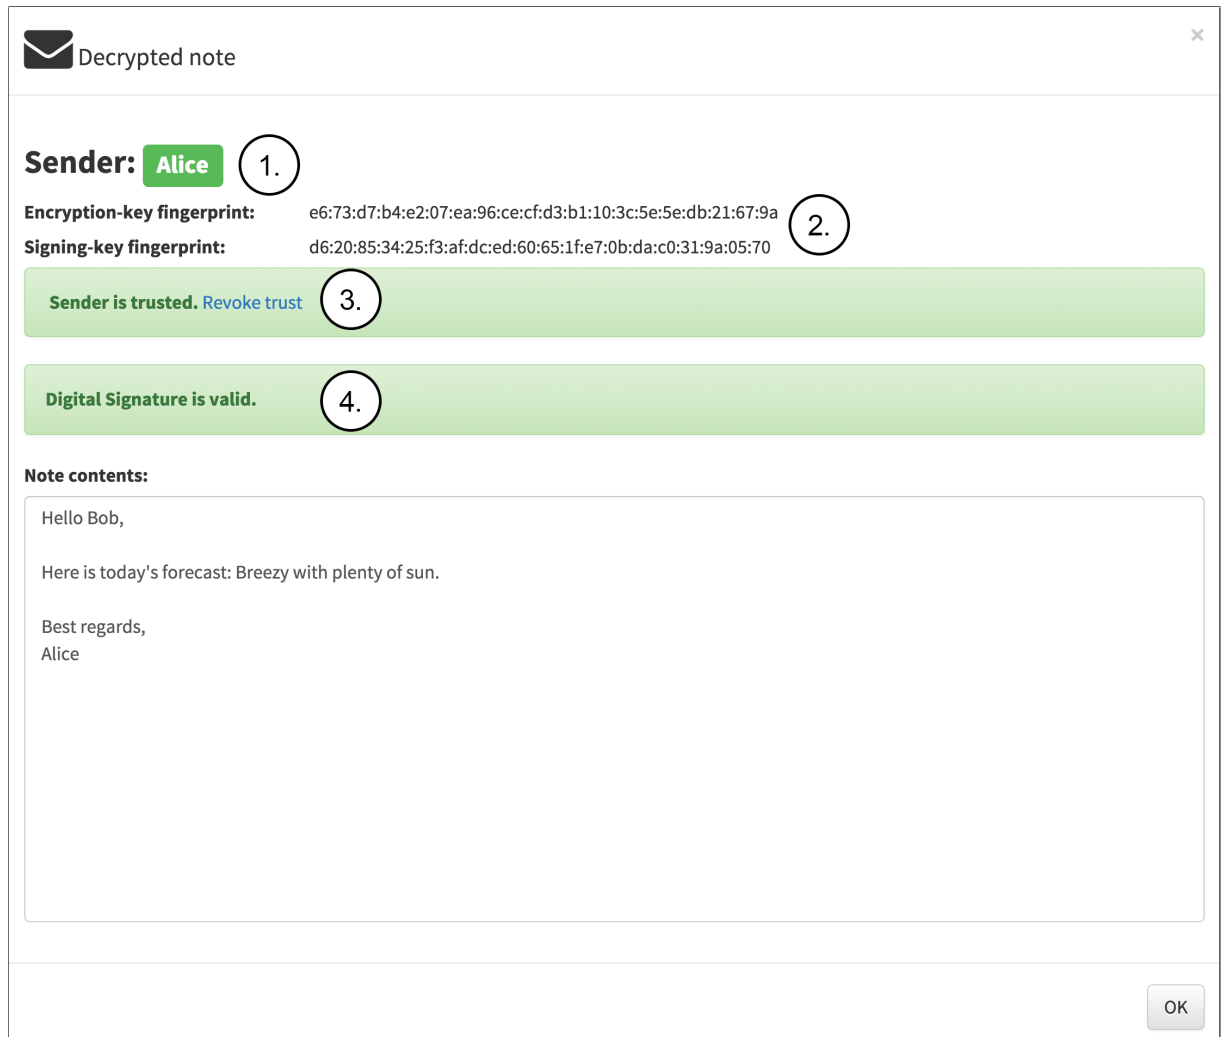 Decrypted note
×
Sender: Alice 1.
Encryption-key fingerprint: e6:73:d7:b4:e2:07:ea:96:ce:cf:d3:b1:10:3c:5e:5e:db:21:67:9a
2.
Signing-key fingerprint: d6:20:85:34:25:f3:af:dc:ed:60:65:1f:e7:0b:da:c0:31:9a:05:70
Sender is trusted. Revoke trust 3.
Digital Signature is valid. 4.
Note contents:
Hello Bob,
Here is today's forecast: Breezy with plenty of sun.
Best regards,
Alice
OK